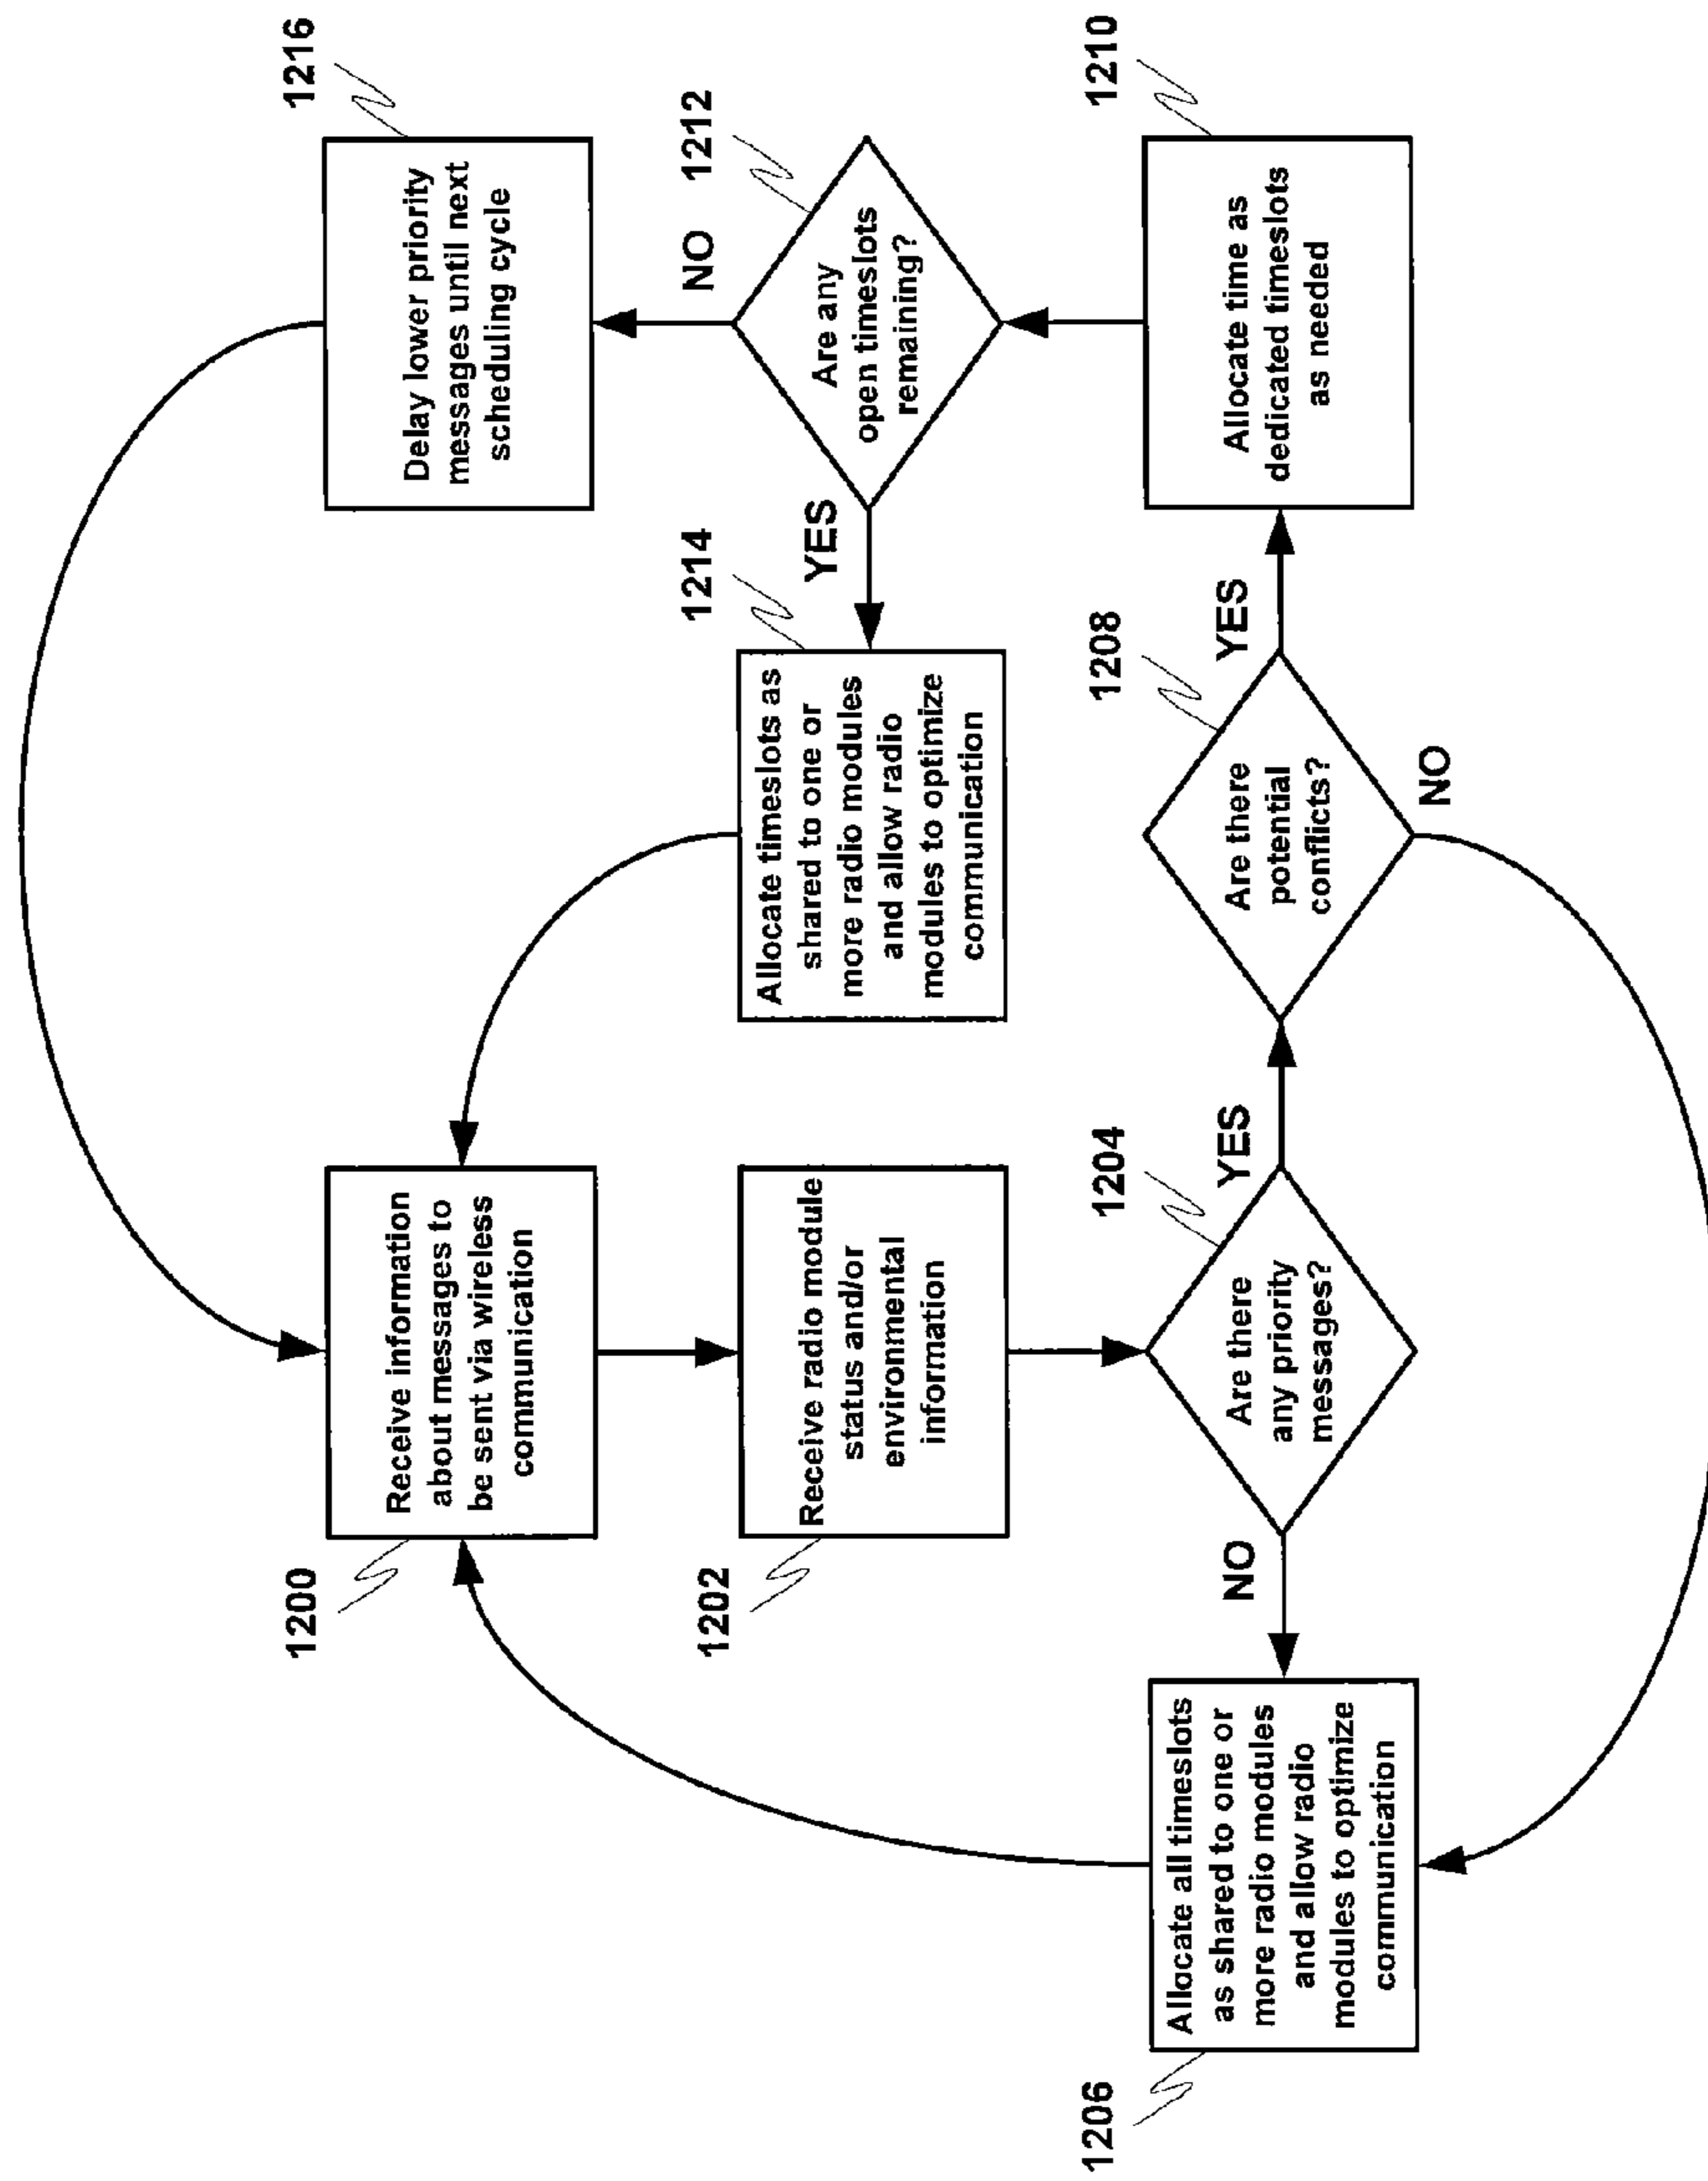 1200
Receive information
about messages to
be sent via wireless
communication
1202
Receive radio module
status and/or
environmental
information
1204
Are there
any priority
messages?
NO
YES
1206
Allocate all timeslots
as shared to one or
more radio modules
and allow radio
modules to optimize
communication
1208
Are there
potential
conflicts?
YES
NO
1210
Allocate time as
dedicated timeslots
as needed
1212
Are any
open timeslots
remaining?
YES
NO
1214
Allocate timeslots as
shared to one or
more radio modules
and allow radio
modules to optimize
communication
1216
Delay lower priority
messages until next
scheduling cycle